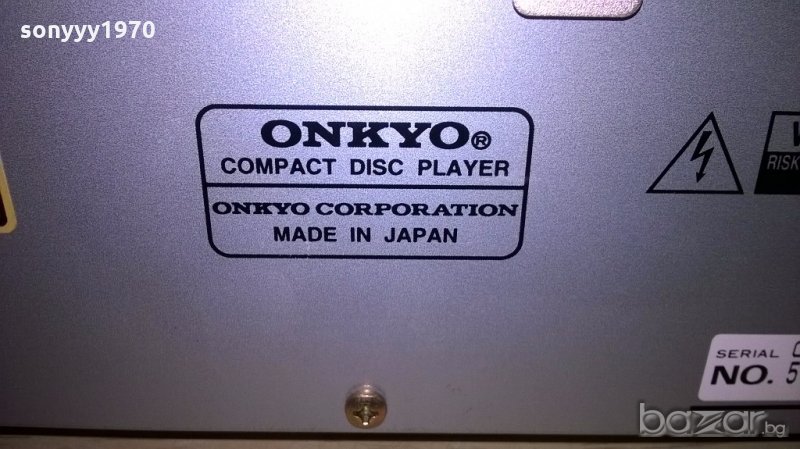 sonyyy1970
ONKYO®
COMPACT DISC PLAYER
ONKYO CORPORATION
MADE IN JAPAN
RISK
SERIAL
NO. 5
bazar.bg